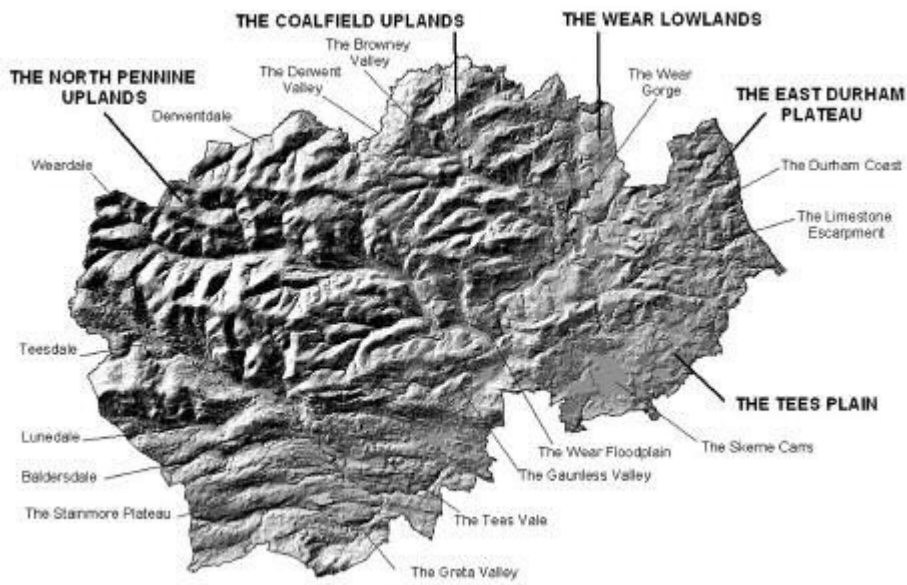 THE COALFIELD UPLANDS
THE WEAR LOWLANDS
The Browney
Valley
The Derwent
Valley
THE NORTH PENNINE
UPLANDS
The Wear
Gorge
THE EAST DURHAM
PLATEAU
Derwentdale
Weardale
The Durham Coast
The Limestone
Escarpment
Teesdale
THE TEES PLAIN
Lunedale
The Wear Floodplain
The Skerne Carrs
Baldersdale
The Gaunless Valley
The Stainmore Plateau
The Tees Vale
The Greta Valley